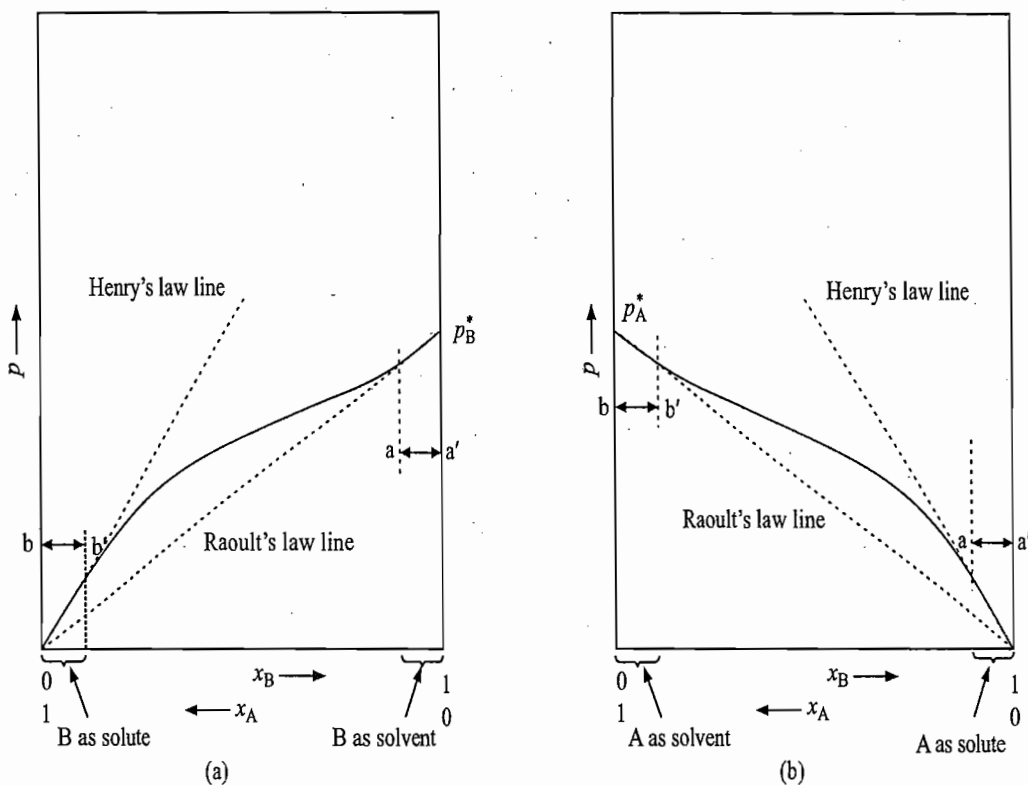 Henry's law line
p
p*B
b
b'
a
a'
Raoult's law line
0
1
xB
1
0
xA
B as solute
B as solvent
(a)
Henry's law line
p
p*A
b
b'
Raoult's law line
a
a'
0
1
xB
1
0
xA
A as solvent
A as solute
(b)